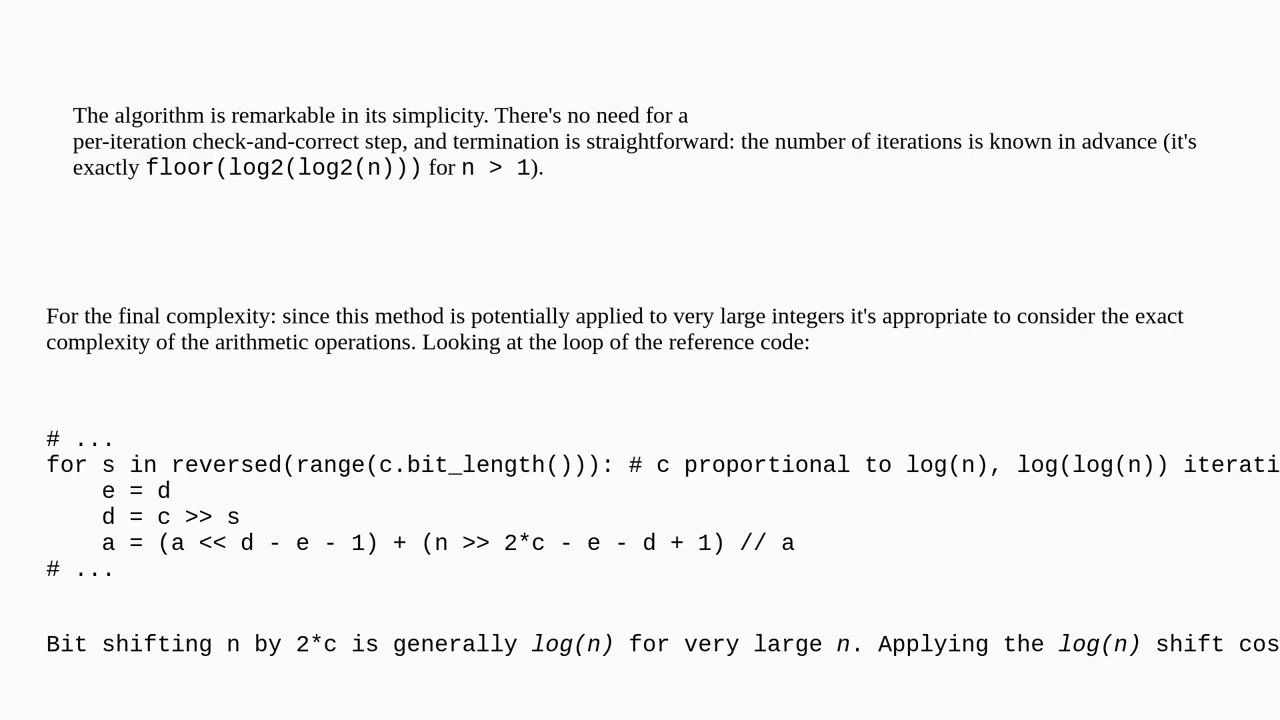 The algorithm is remarkable in its simplicity. There's no need for a
per-iteration check-and-correct step, and termination is straightforward: the number of iterations is known in advance (it's
exactly floor(log2(log2(n))) for n > 1).
For the final complexity: since this method is potentially applied to very large integers it's appropriate to consider the exact
complexity of the arithmetic operations. Looking at the loop of the reference code:
# ...
for s in reversed(range(c.bit_length())): # c proportional to log(n), log(log(n)) iterati
    e = d
    d = c >> s
    a = (a << d - e - 1) + (n >> 2*c - e - d + 1) // a
# ...
Bit shifting n by 2*c is generally log(n) for very large n. Applying the log(n) shift cos